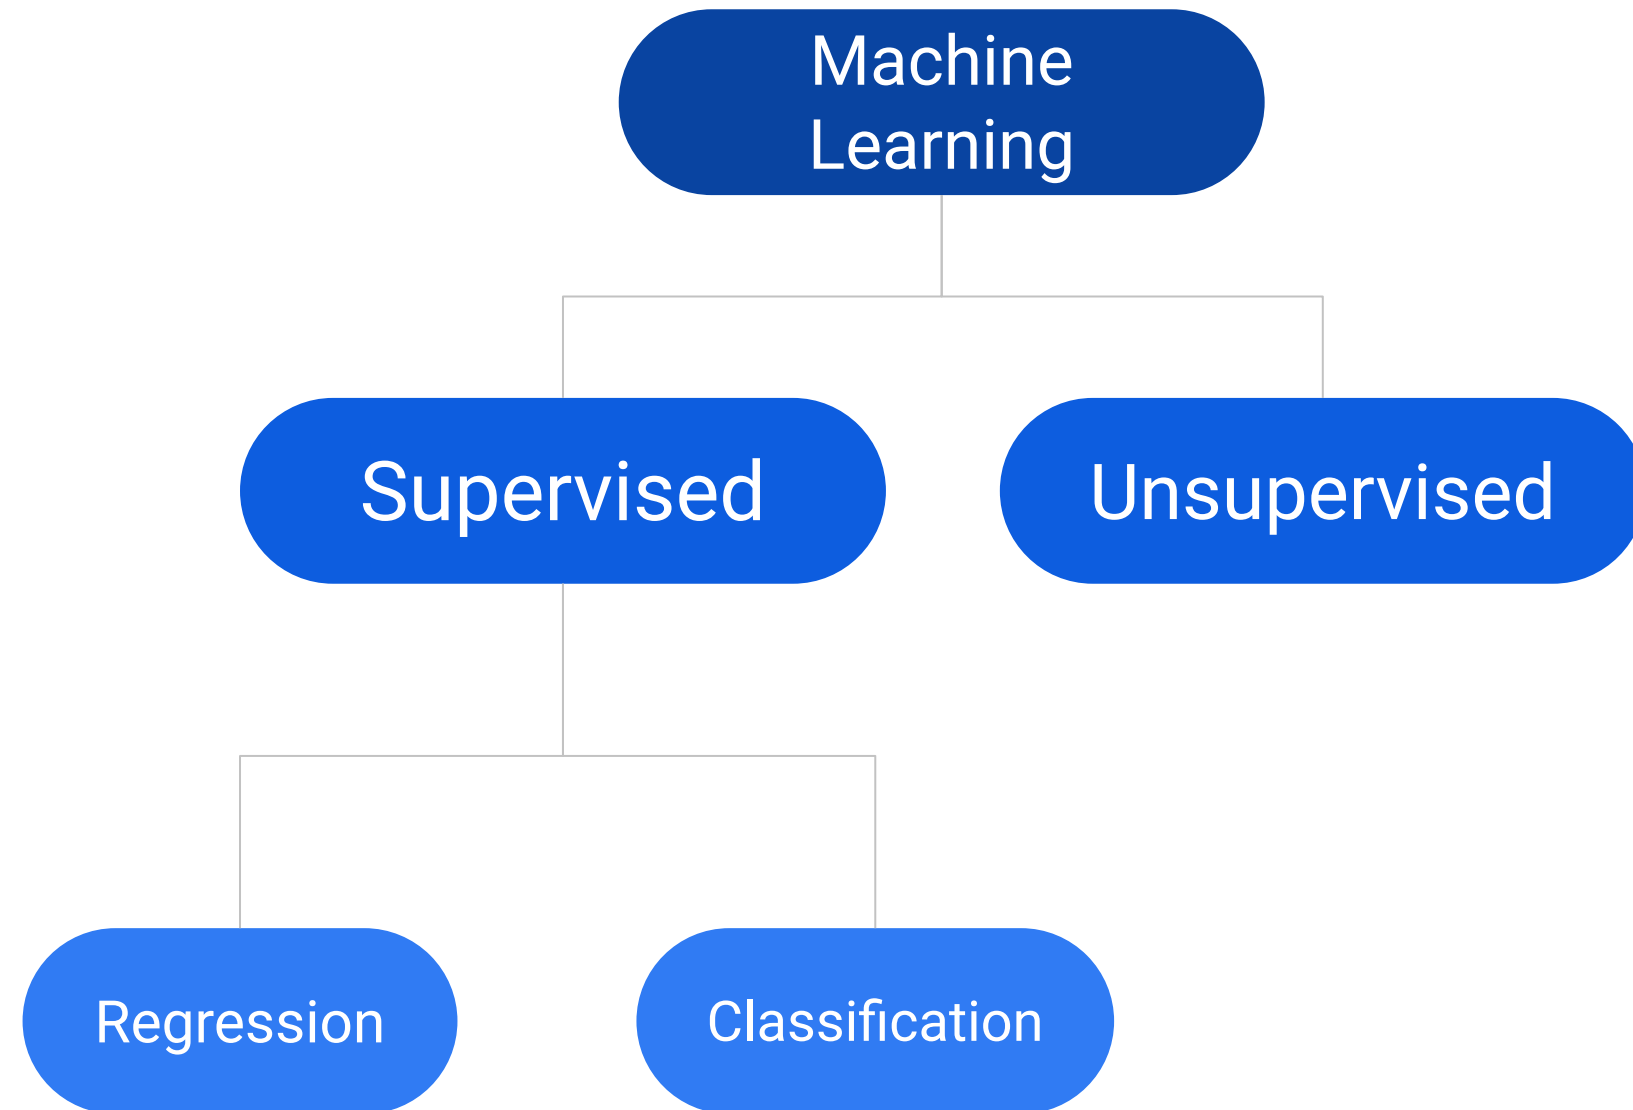 Machine
Learning
Supervised
Unsupervised
Regression
Classification